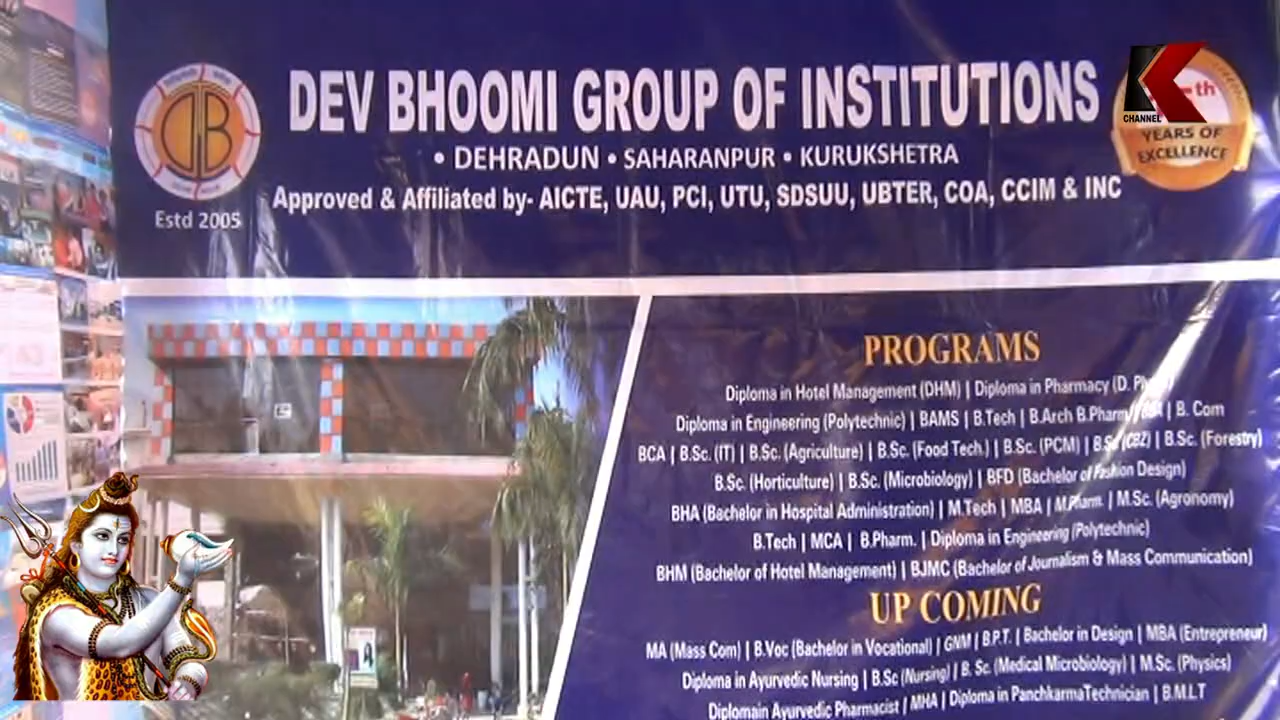 DEV BHOOMI GROUP OF INSTITUTIONS
• DEHRADUN • SAHARANPUR • KURUKSHETRA
Approved & Affiliated by- AICTE, UAU, PCI, UTU, SDSUU, UBTER, COA, CCIM & INC
DB
Estd 2005
K
CHANNEL
th
YEARS OF
EXCELLENCE
PROGRAMS
Diploma in Hotel Management (DHM) | Diploma in Pharmacy (D.
Diploma in Engineering (Polytechnic) | BAMS | B.Tech | B.Arch B.Pharm | B. Com
BCA | B.Sc. (IT) | B.Sc. (Agriculture) | B.Sc. (Food Tech.) | B.Sc. (PCM) | B.Sc (CBZ) | B.Sc. (Forestry)
B.Sc. (Horticulture) | B.Sc. (Microbiology) | BFD (Bachelor of Fashion Design)
BHA (Bachelor in Hospital Administration) | M.Tech | MBA | M.Pharm. | M.Sc. (Agronomy)
B.Tech | MCA | B.Pharm. | Diploma in Engineering (Polytechnic)
BHM (Bachelor of Hotel Management) | BJMC (Bachelor of Journalism & Mass Communication)
UP COMING
MA (Mass Com) | B.Voc (Bachelor in Vocational) | GNM | B.P.T. | Bachelor in Design | MBA (Entrepreneur)
Diploma in Ayurvedic Nursing | B.Sc (Nursing) | B. Sc. (Medical Microbiology) | M.Sc. (Physics)
Diplomain Ayurvedic Pharmacist | MHA | Diploma in PanchkarmaTechnician | B.M.LT